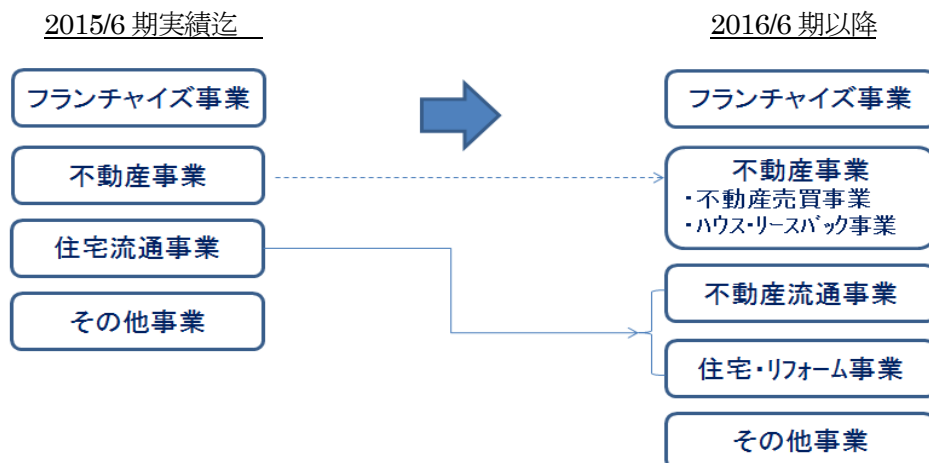 2015/6 期実績迄
2016/6 期以降
フランチャイズ事業
不動産事業
住宅流通事業
その他事業
フランチャイズ事業
不動産事業
・不動産売買事業
・ハウス・リースバック事業
不動産流通事業
住宅・リフォーム事業
その他事業